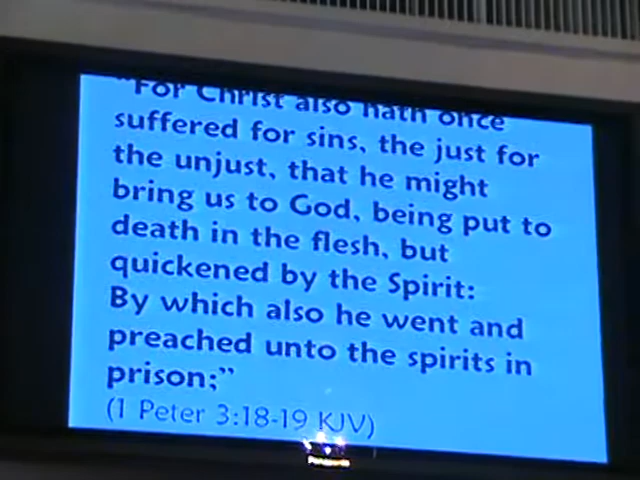 "For Christ also hath once
suffered for sins, the just for
the unjust, that he might
bring us to God, being put to
death in the flesh, but
quickened by the Spirit:
By which also he went and
preached unto the spirits in
prison;"
(1 Peter 3:18-19 KJV)
Panasonic